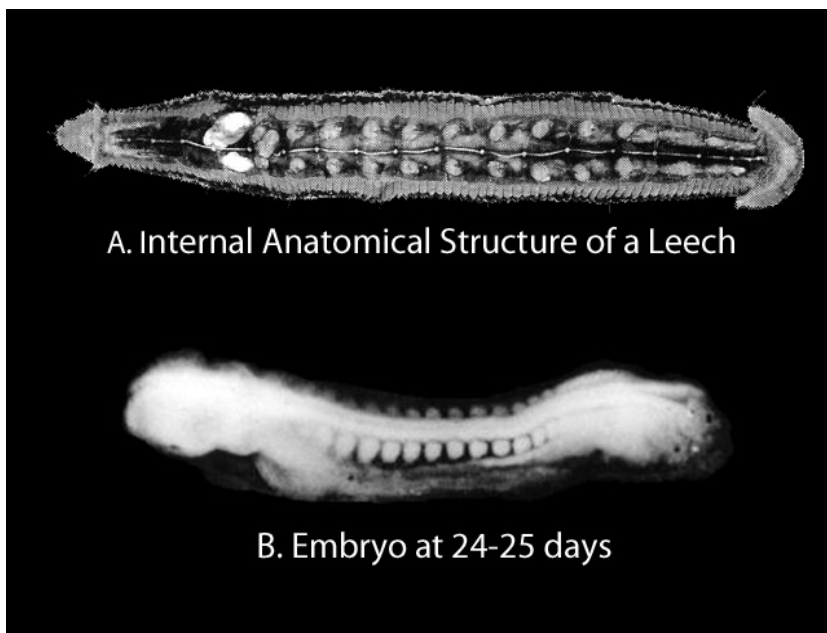 A. Internal Anatomical Structure of a Leech
B. Embryo at 24-25 days